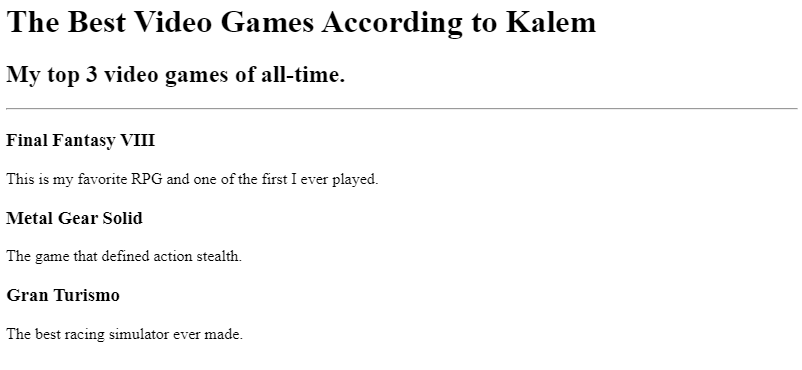 The Best Video Games According to Kalem
My top 3 video games of all-time.
Final Fantasy VIII
This is my favorite RPG and one of the first I ever played.
Metal Gear Solid
The game that defined action stealth.
Gran Turismo
The best racing simulator ever made.